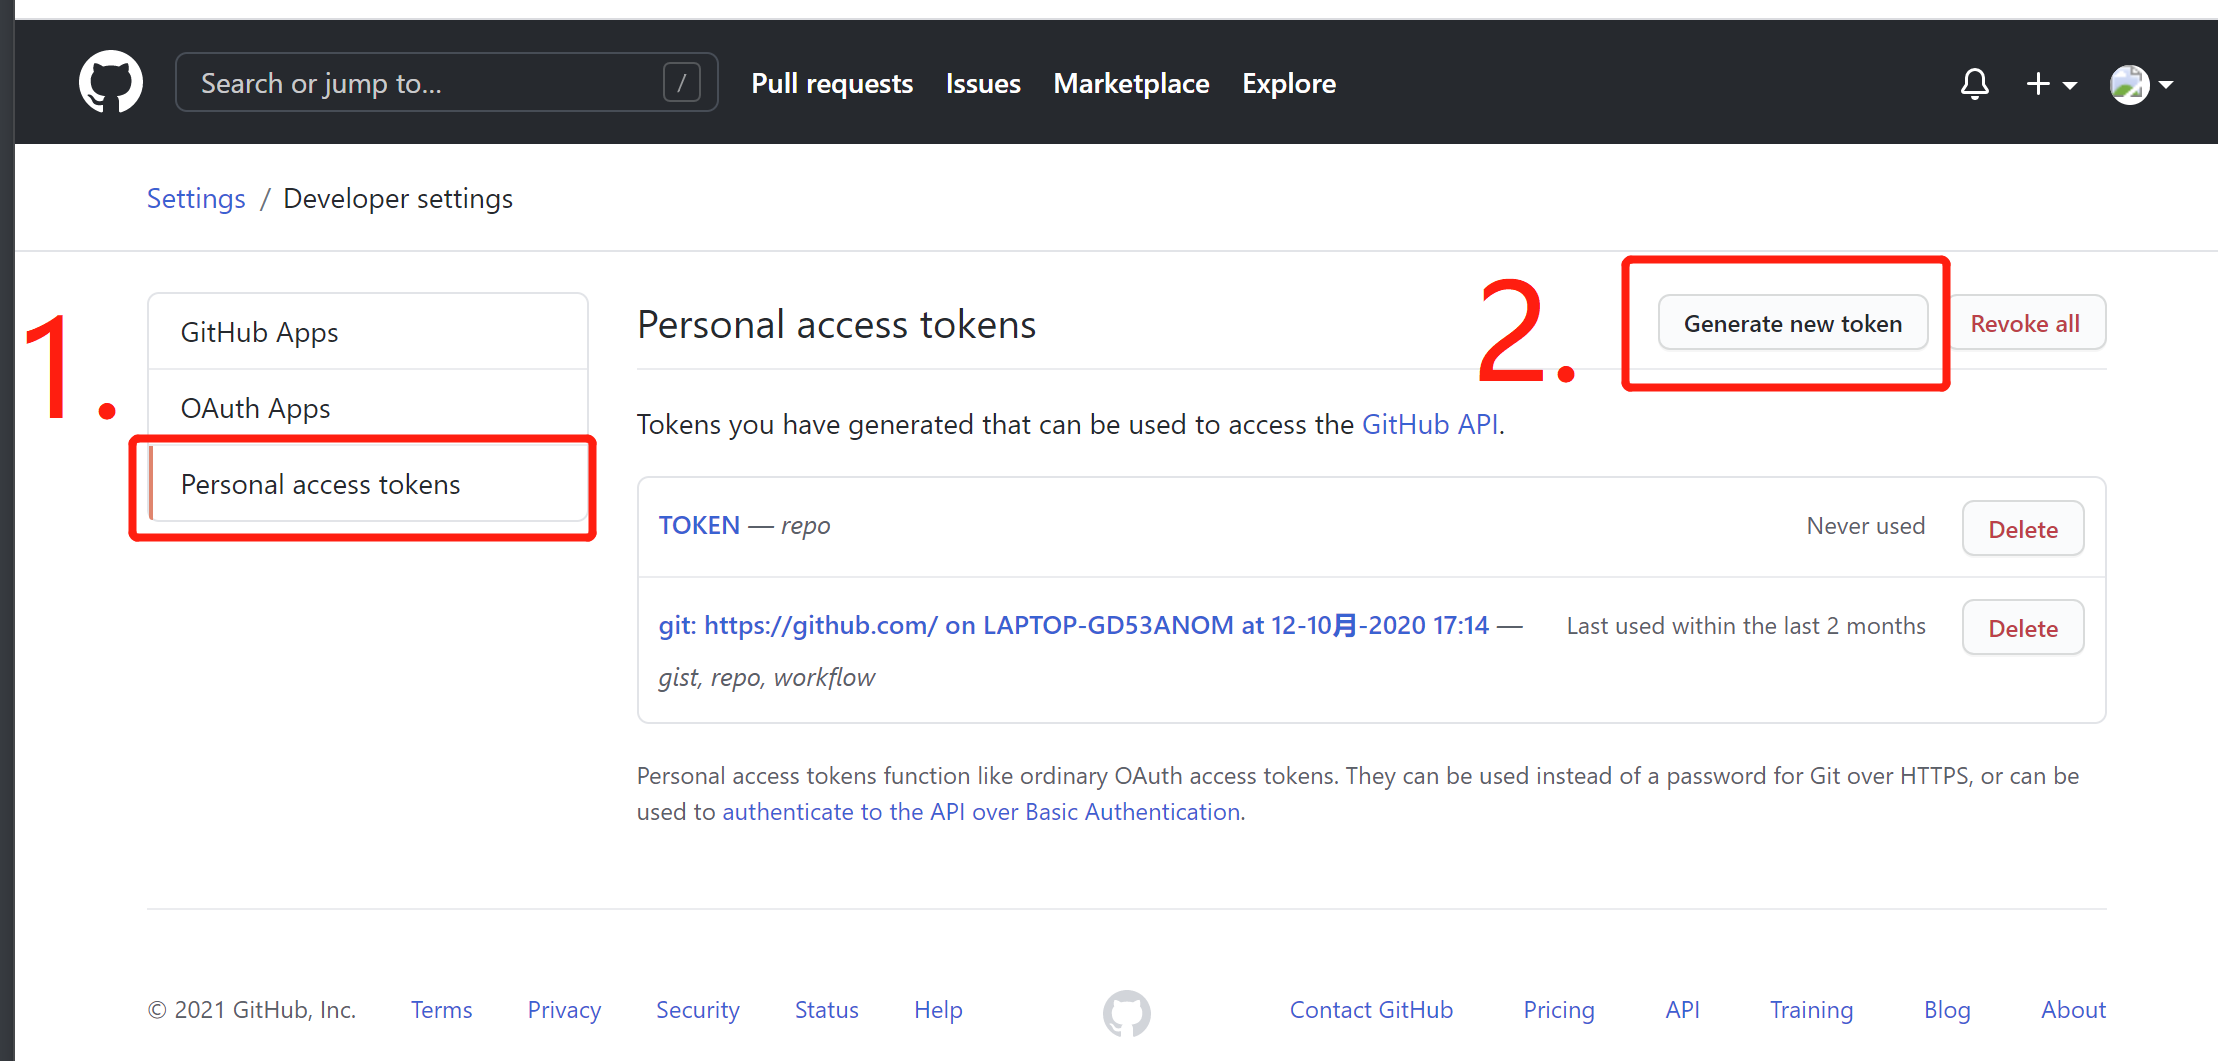 Search or jump to... / Pull requests Issues Marketplace Explore
Settings / Developer settings
1.
GitHub Apps
OAuth Apps
Personal access tokens
2.
Personal access tokens
Generate new token
Revoke all
Tokens you have generated that can be used to access the GitHub API.
TOKEN — repo
Never used
Delete
git: https://github.com/ on LAPTOP-GD53ANOM at 12-10月-2020 17:14 —
gist, repo, workflow
Last used within the last 2 months
Delete
Personal access tokens function like ordinary OAuth access tokens. They can be used instead of a password for Git over HTTPS, or can be
used to authenticate to the API over Basic Authentication.
© 2021 GitHub, Inc. Terms Privacy Security Status Help Contact GitHub Pricing API Training Blog About